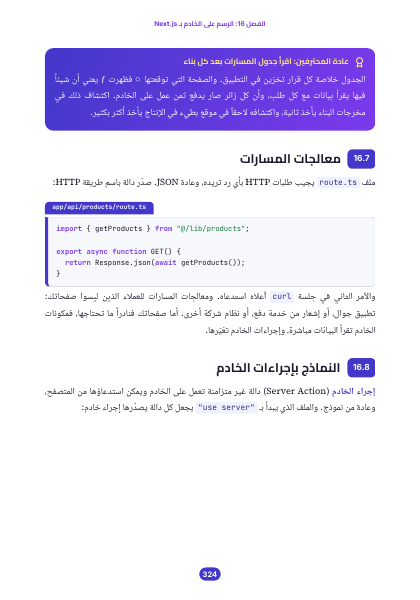 الفصل 16: الرسم على الخادم بـ Next.js
عادة المحترفين: اقرأ جدول المسارات بعد كل بناء
الجدول خلاصة كل قرار تخزين في التطبيق. والصفحة التي توقعتها ○ فظهرت ƒ يعني أن شيئاً
فيها يقرأ بيانات مع كل طلب، وأن كل زائر صار يدفع ثمن عمل على الخادم. اكتشاف ذلك في
مخرجات البناء يأخذ ثانية، واكتشافه لاحقاً في موقع بطيء في الإنتاج يأخذ أكثر بكثير.
16.7 معالجات المسارات
ملف route.ts يجيب طلبات HTTP بأي رد تريده، وعادة JSON. صدّر دالة باسم طريقة HTTP:
app/api/products/route.ts
import { getProducts } from "@/lib/products";
export async function GET() {
return Response.json(await getProducts());
}
والأمر الثاني في جلسة curl أعلاه استدعاه. ومعالجات المسارات للعملاء الذين ليسوا صفحاتك:
تطبيق جوال، أو إشعار من خدمة دفع، أو نظام شركة أخرى. أما صفحاتك فنادراً ما تحتاجها، فمكونات
الخادم تقرأ البيانات مباشرة، وإجراءات الخادم تغيّرها.
16.8 النماذج بإجراءات الخادم
إجراء الخادم (Server Action) دالة غير متزامنة تعمل على الخادم ويمكن استدعاؤها من المتصفح،
وعادة من نموذج. والملف الذي يبدأ بـ "use server" يجعل كل دالة يصدّرها إجراء خادم:
324